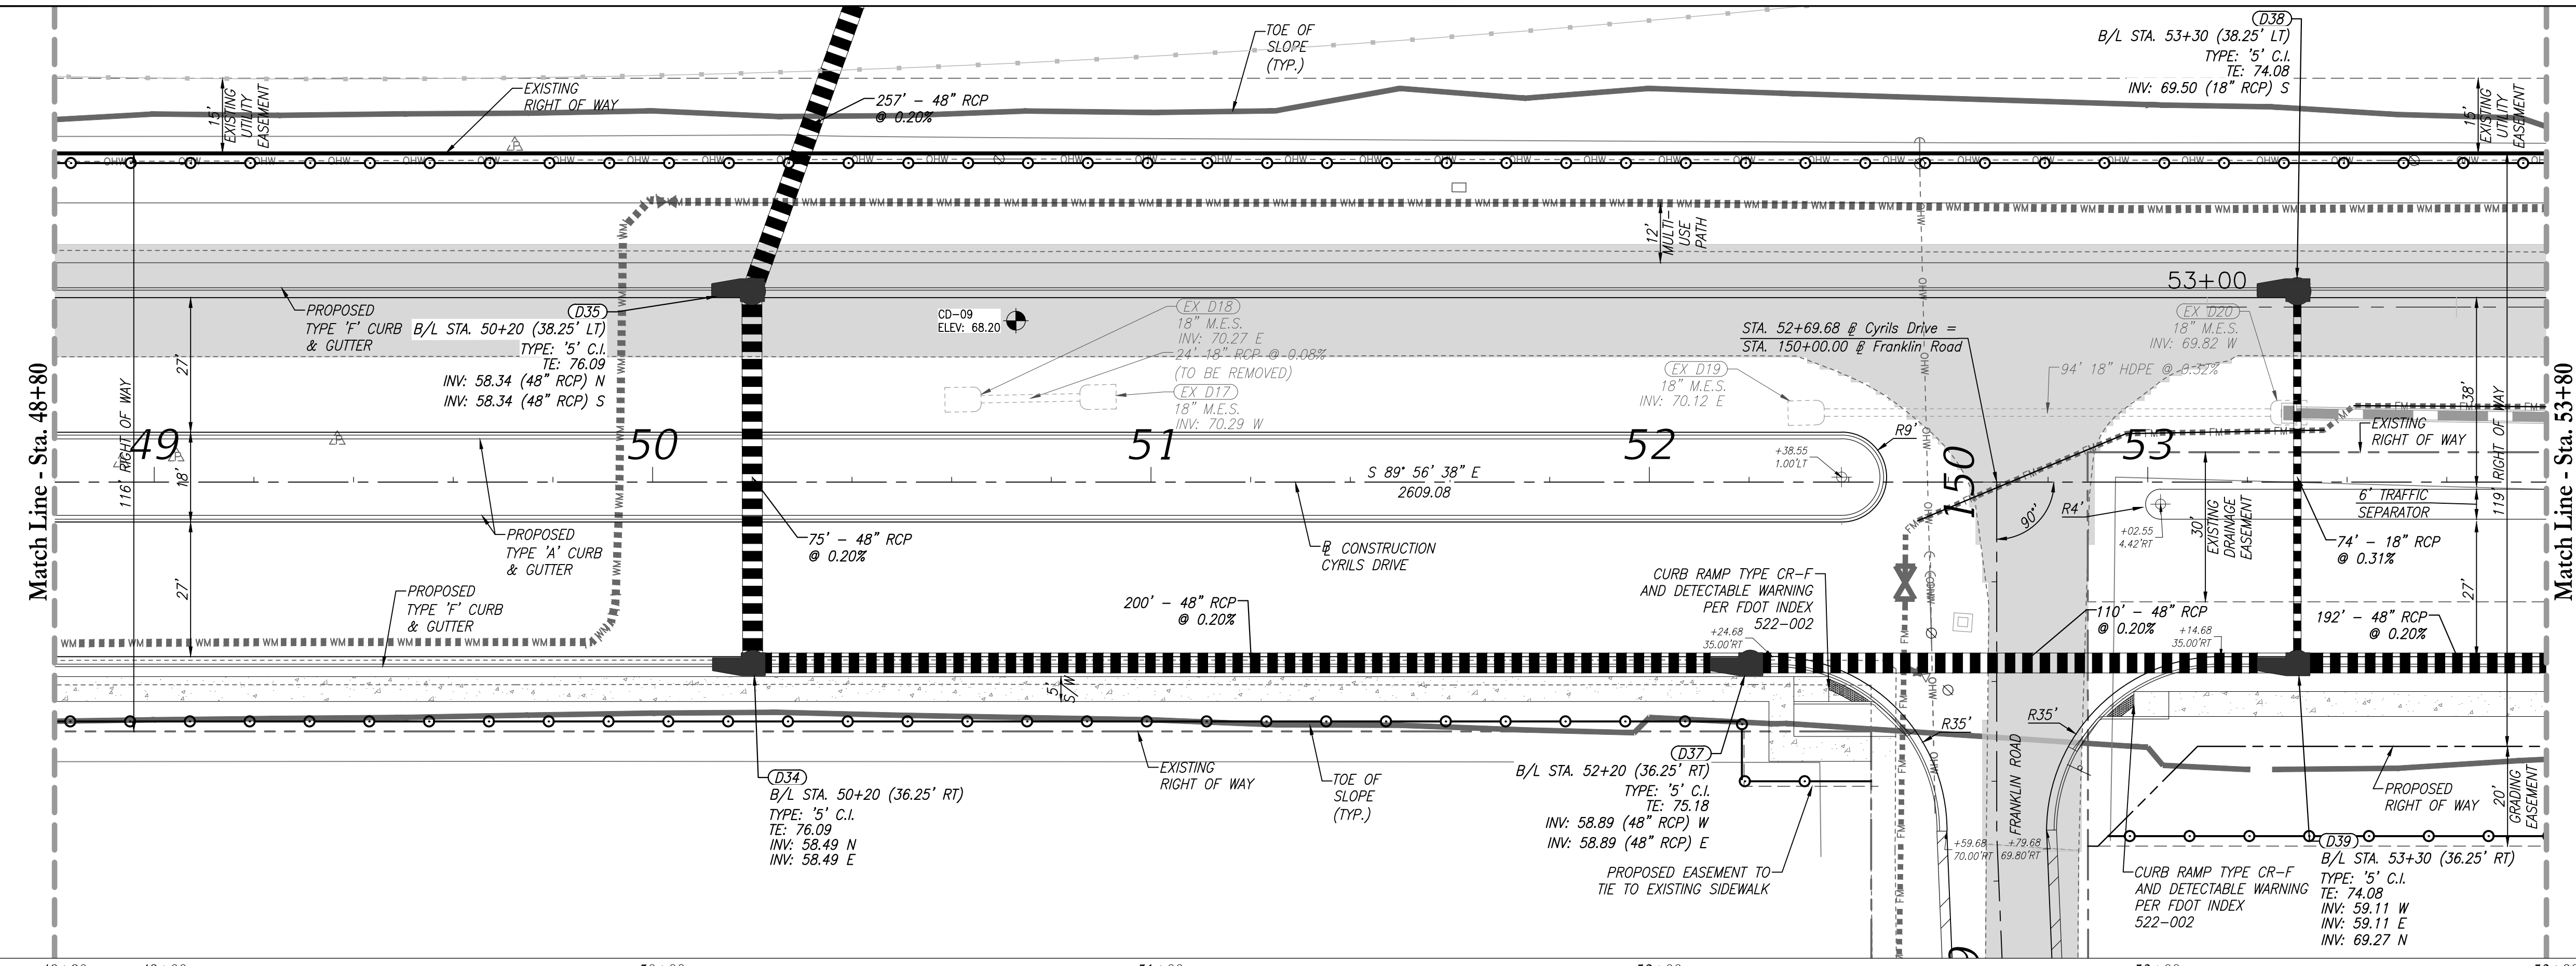 Match Line - Sta. 48+80
15'
EXISTING
UTILITY
EASEMENT
EXISTING
RIGHT OF WAY
257' - 48" RCP
@ 0.20%
TOE OF
SLOPE
(TYP.)
D38
B/L STA. 53+30 (38.25' LT)
TYPE: '5' C.I.
TE: 74.08
INV: 69.50 (18" RCP) S
15'
EXISTING
UTILITY
EASEMENT
12'
MULTI-
USE
PATH
PROPOSED
TYPE 'F' CURB
& GUTTER
D35
B/L STA. 50+20 (38.25' LT)
TYPE: '5' C.I.
TE: 76.09
INV: 58.34 (48" RCP) N
INV: 58.34 (48" RCP) S
CD-09
ELEV: 68.20
EX D18
18" M.E.S.
INV: 70.27 E
24' 18" RCP @ 0.08%
(TO BE REMOVED)
EX D17
18" M.E.S.
INV: 70.29 W
STA. 52+69.68 ℄ Cyrils Drive =
STA. 150+00.00 ℄ Franklin Road
EX D19
18" M.E.S.
INV: 70.12 E
53+00
EX D20
18" M.E.S.
INV: 69.82 W
94' 18" HDPE @ 0.32%
27'
18'
27'
116' RIGHT OF WAY
49
50
51
52
53
150
R9'
+38.55
1.00'LT
S 89° 56' 38" E
2609.08
EXISTING
RIGHT OF WAY
38'
119' RIGHT OF WAY
Match Line - Sta. 53+80
PROPOSED
TYPE 'A' CURB
& GUTTER
75' - 48" RCP
@ 0.20%
℄ CONSTRUCTION
CYRILS DRIVE
90°
30'
EXISTING
DRAINAGE
EASEMENT
R4'
+02.55
4.42'RT
6' TRAFFIC
SEPARATOR
74' - 18" RCP
@ 0.31%
27'
PROPOSED
TYPE 'F' CURB
& GUTTER
200' - 48" RCP
@ 0.20%
CURB RAMP TYPE CR-F
AND DETECTABLE WARNING
PER FDOT INDEX
522-002
+24.68
35.00'RT
110' - 48" RCP
@ 0.20%
+14.68
35.00'RT
192' - 48" RCP
@ 0.20%
5'
S/W
D34
B/L STA. 50+20 (36.25' RT)
TYPE: '5' C.I.
TE: 76.09
INV: 58.49 N
INV: 58.49 E
EXISTING
RIGHT OF WAY
TOE OF
SLOPE
(TYP.)
D37
B/L STA. 52+20 (36.25' RT)
TYPE: '5' C.I.
TE: 75.18
INV: 58.89 (48" RCP) W
INV: 58.89 (48" RCP) E
PROPOSED EASEMENT TO
TIE TO EXISTING SIDEWALK
R35'
R35'
FRANKLIN ROAD
+59.68
70.00'RT
+79.68
69.80'RT
PROPOSED
RIGHT OF WAY
20'
GRADING
EASEMENT
CURB RAMP TYPE CR-F
AND DETECTABLE WARNING
PER FDOT INDEX
522-002
D39
B/L STA. 53+30 (36.25' RT)
TYPE: '5' C.I.
TE: 74.08
INV: 59.11 W
INV: 59.11 E
INV: 69.27 N